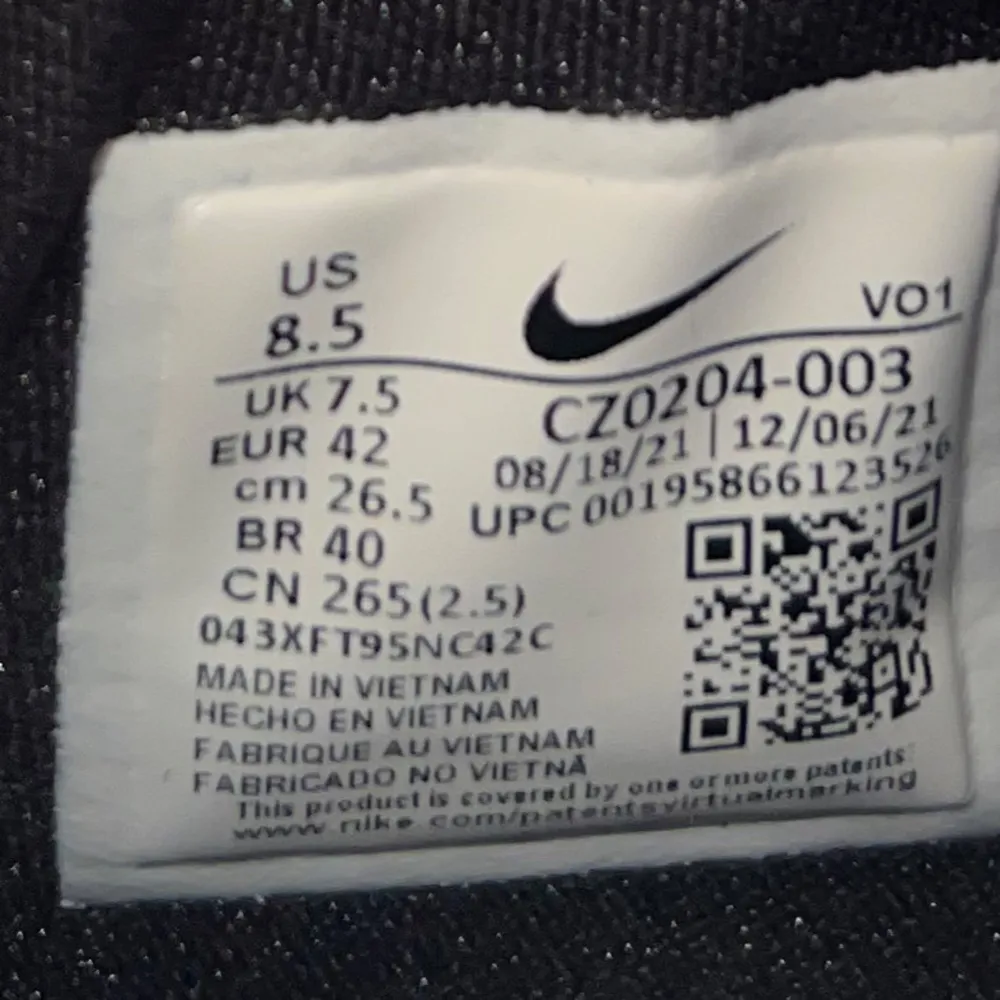 US
8.5
UK 7.5
EUR 42
cm 26.5
BR 40
CN 265(2.5)
043XFT95NC42C
MADE IN VIETNAM
HECHO EN VIETNAM
FABRIQUE AU VIETNAM
FABRICADO NO VIETNÃ
This product is covered by one or more patents:
www.nike.com/patentsvirtualmarking
VO1
CZ0204-003
08/18/21 | 12/06/21
UPC 00195866123526